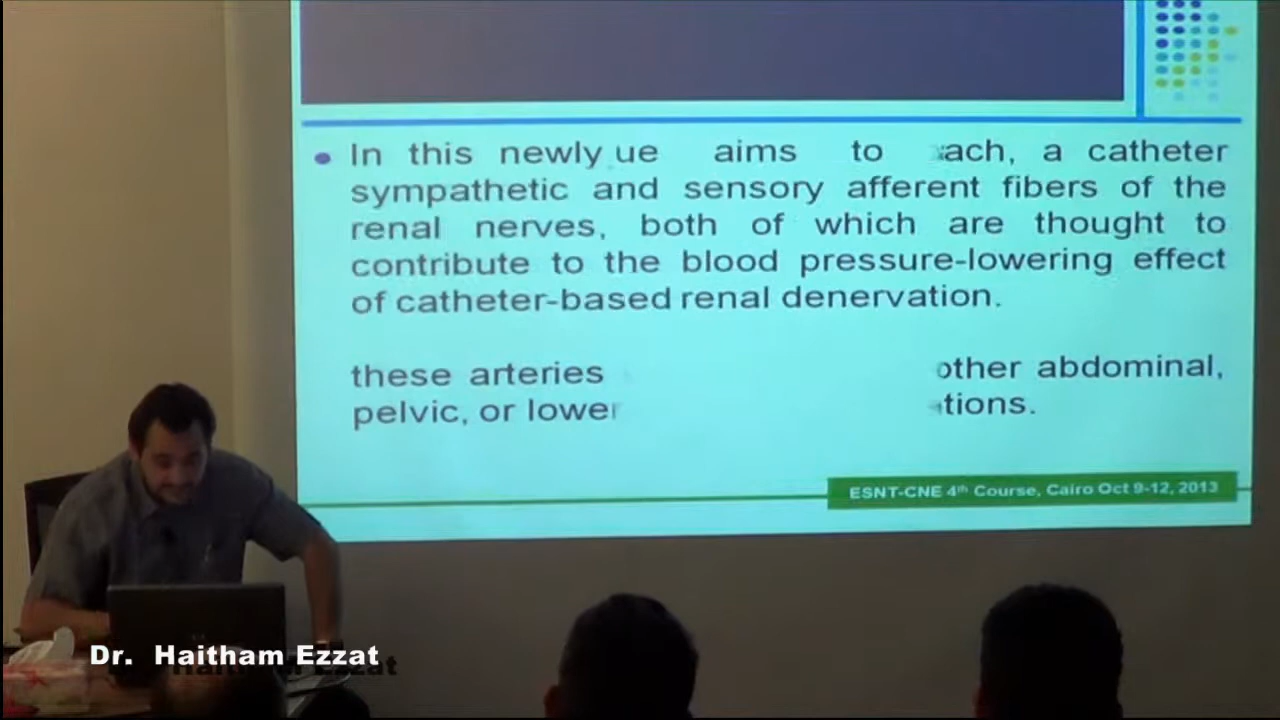 In this newly ue aims to ach, a catheter
sympathetic and sensory afferent fibers of the
renal nerves, both of which are thought to
contribute to the blood pressure-lowering effect
of catheter-based renal denervation.
these arteries other abdominal,
pelvic, or lower tions.
ESNT-CNE 4th Course, Cairo Oct 9-12, 2013
Dr. Haitham Ezzat